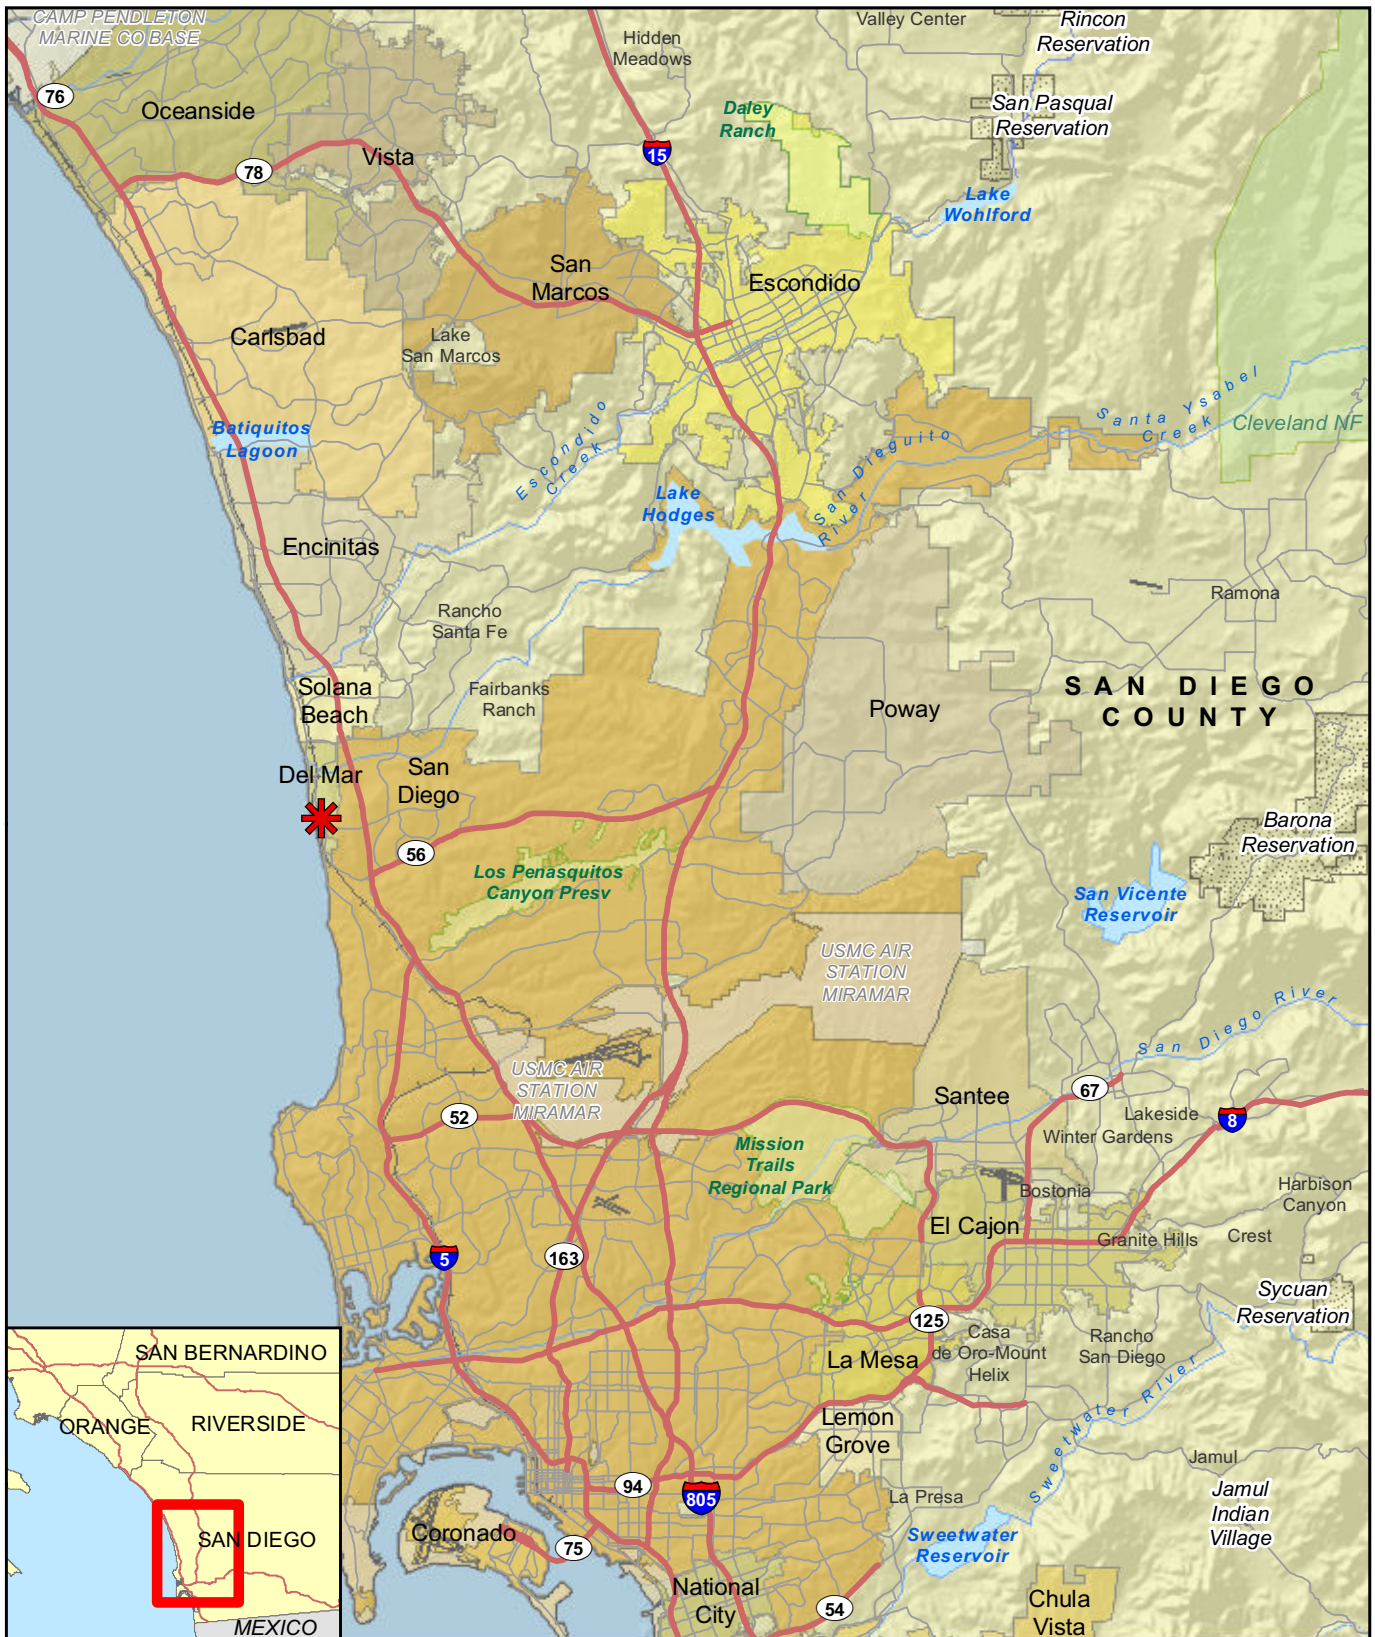 CAMP PENDLETON
MARINE CO BASE
Valley Center
Rincon
Reservation
Hidden
Meadows
76
Oceanside
Daley
Ranch
San Pasqual
Reservation
78
Vista
15
Lake
Wohlford
San
Marcos
Escondido
Carlsbad
Lake
San Marcos
Batiquitos
Lagoon
Escondido
Creek
Santa Ysabel
Creek
Cleveland NF
San Dieguito
River
Lake
Hodges
Encinitas
Rancho
Santa Fe
Ramona
Solana
Beach
Fairbanks
Ranch
Poway
SAN DIEGO
COUNTY
Del Mar
San
Diego
56
Los Penasquitos
Canyon Presv
Barona
Reservation
San Vicente
Reservoir
USMC AIR
STATION
MIRAMAR
San Diego River
USMC AIR
STATION
MIRAMAR
52
Santee
67
Lakeside
8
Winter Gardens
Mission
Trails
Regional Park
Bostonia
Harbison
Canyon
El Cajon
Granite Hills
Crest
5
163
Sycuan
Reservation
125
Casa
de Oro-Mount
Helix
Rancho
San Diego
La Mesa
Sweetwater River
Lemon
Grove
Jamul
94
805
La Presa
Jamul
Indian
Village
Coronado
75
Sweetwater
Reservoir
National
City
54
Chula
Vista
SAN BERNARDINO
ORANGE
RIVERSIDE
SAN DIEGO
MEXICO